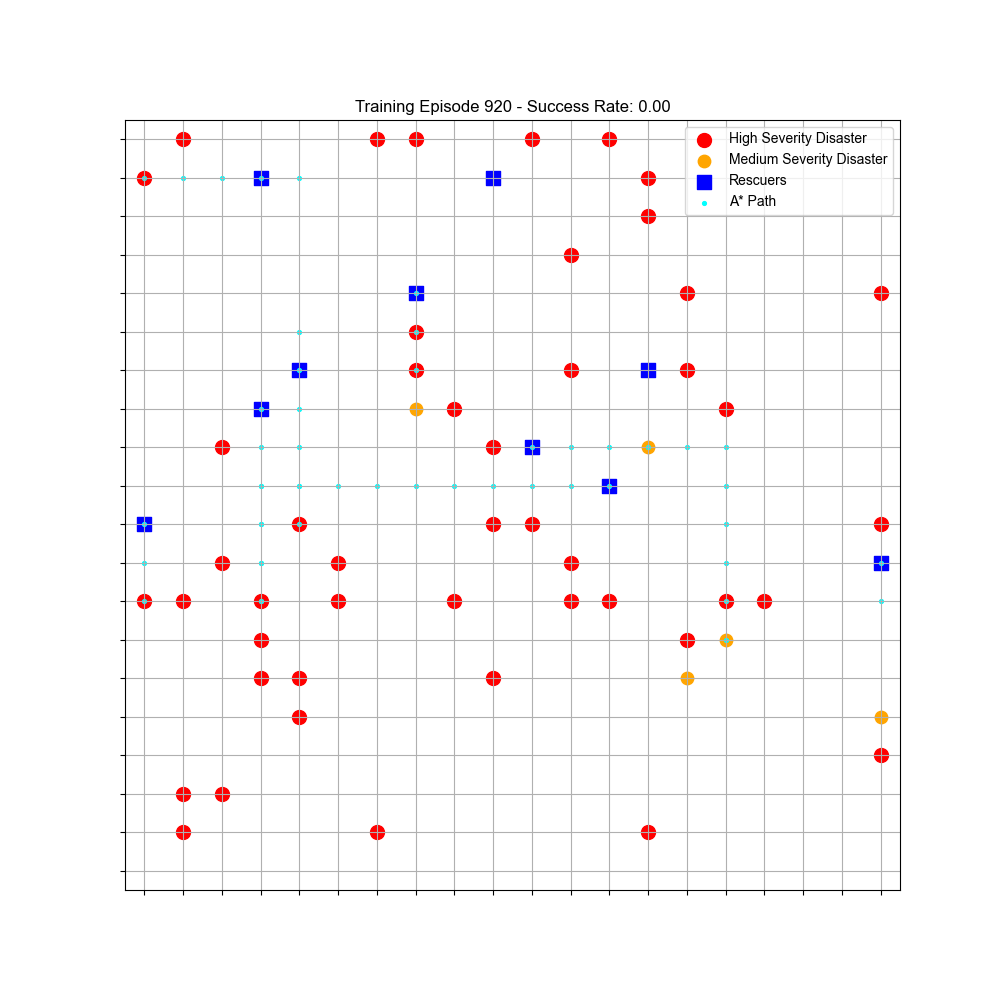 Training Episode 920 - Success Rate: 0.00
High Severity Disaster
Medium Severity Disaster
Rescuers
A* Path